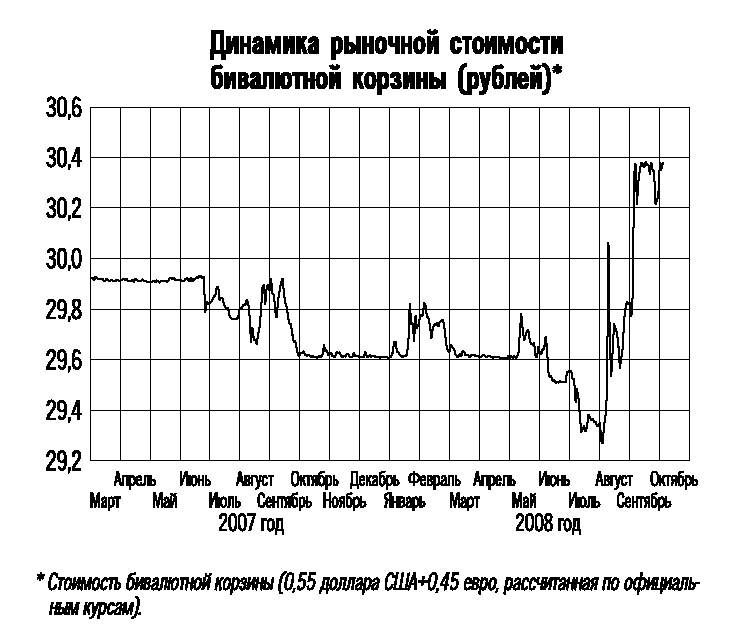 Динамика рыночной стоимости
бивалютной корзины (рублей)*
30,6
30,4
30,2
30,0
29,8
29,6
29,4
29,2
Апрель Июнь Август Октябрь Декабрь Февраль Апрель Июнь Август Октябрь
Март Май Июль Сентябрь Ноябрь Январь Март Май Июль Сентябрь
2007 год 2008 год
* Стоимость бивалютной корзины (0,55 доллара США+0,45 евро, рассчитанная по официаль-
ным курсам).